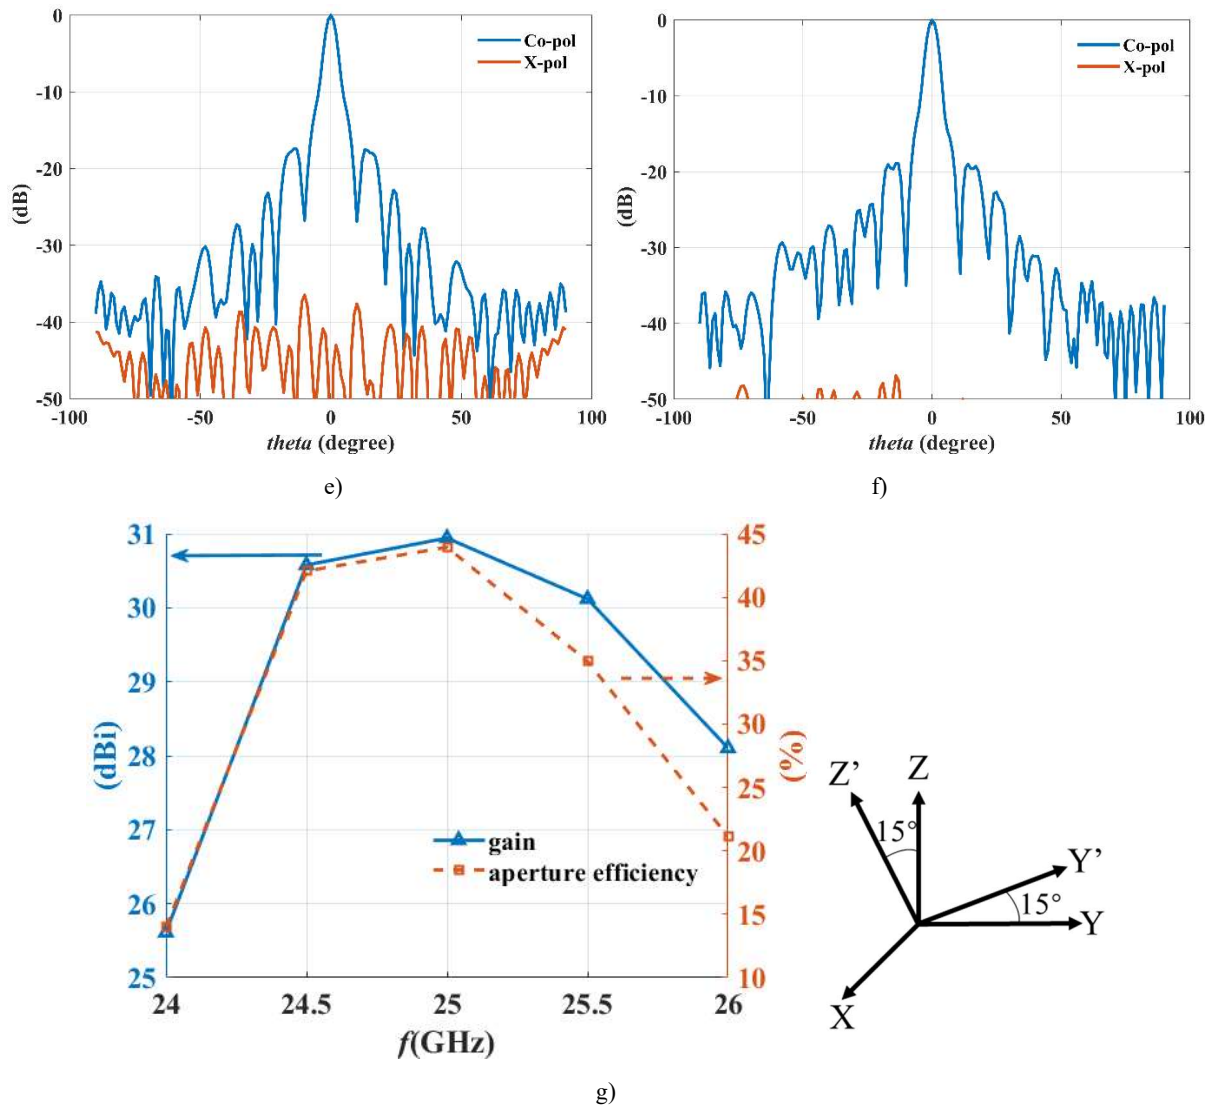 0
-10
-20
-30
-40
-50
(dB)
-100
-50
0
50
100
theta (degree)
Co-pol
X-pol
e)
0
-10
-20
-30
-40
-50
(dB)
-100
-50
0
50
100
theta (degree)
Co-pol
X-pol
f)
31
30
29
28
27
26
25
(dBi)
45
40
35
30
25
20
15
10
(%)
gain
aperture efficiency
24
24.5
25
25.5
26
f(GHz)
Z’
Z
15°
Y’
15°
Y
X
g)